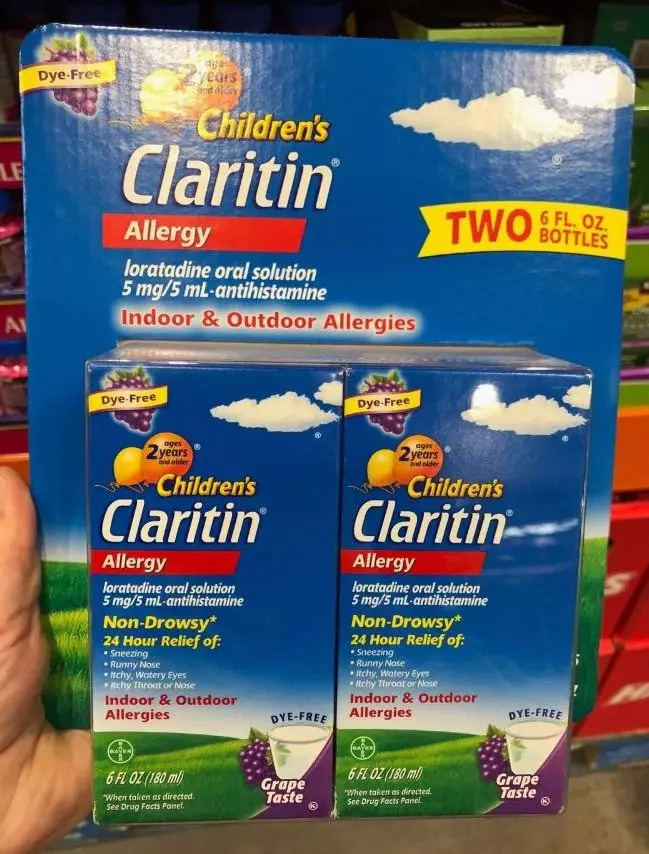 Dye-Free
ages
2 years
and older
Children's
Claritin®
Allergy
loratadine oral solution
5 mg/5 mL-antihistamine
Indoor & Outdoor Allergies
®
TWO 6 FL. OZ.
BOTTLES
Dye-Free
ages
2 years
and older
®
®
Children's
Claritin®
Allergy
loratadine oral solution
5 mg/5 mL-antihistamine
Non-Drowsy*
24 Hour Relief of:
• Sneezing
• Runny Nose
• Itchy, Watery Eyes
• Itchy Throat or Nose
Indoor & Outdoor
Allergies
DYE-FREE
BAYER
6 FL OZ (180 ml)
Grape
Taste
K
*When taken as directed.
See Drug Facts Panel.
Dye-Free
ages
2 years
and older
®
®
Children's
Claritin®
Allergy
loratadine oral solution
5 mg/5 mL-antihistamine
Non-Drowsy*
24 Hour Relief of:
• Sneezing
• Runny Nose
• Itchy, Watery Eyes
• Itchy Throat or Nose
Indoor & Outdoor
Allergies
DYE-FREE
BAYER
6 FL OZ (180 ml)
Grape
Taste
K
*When taken as directed.
See Drug Facts Panel.